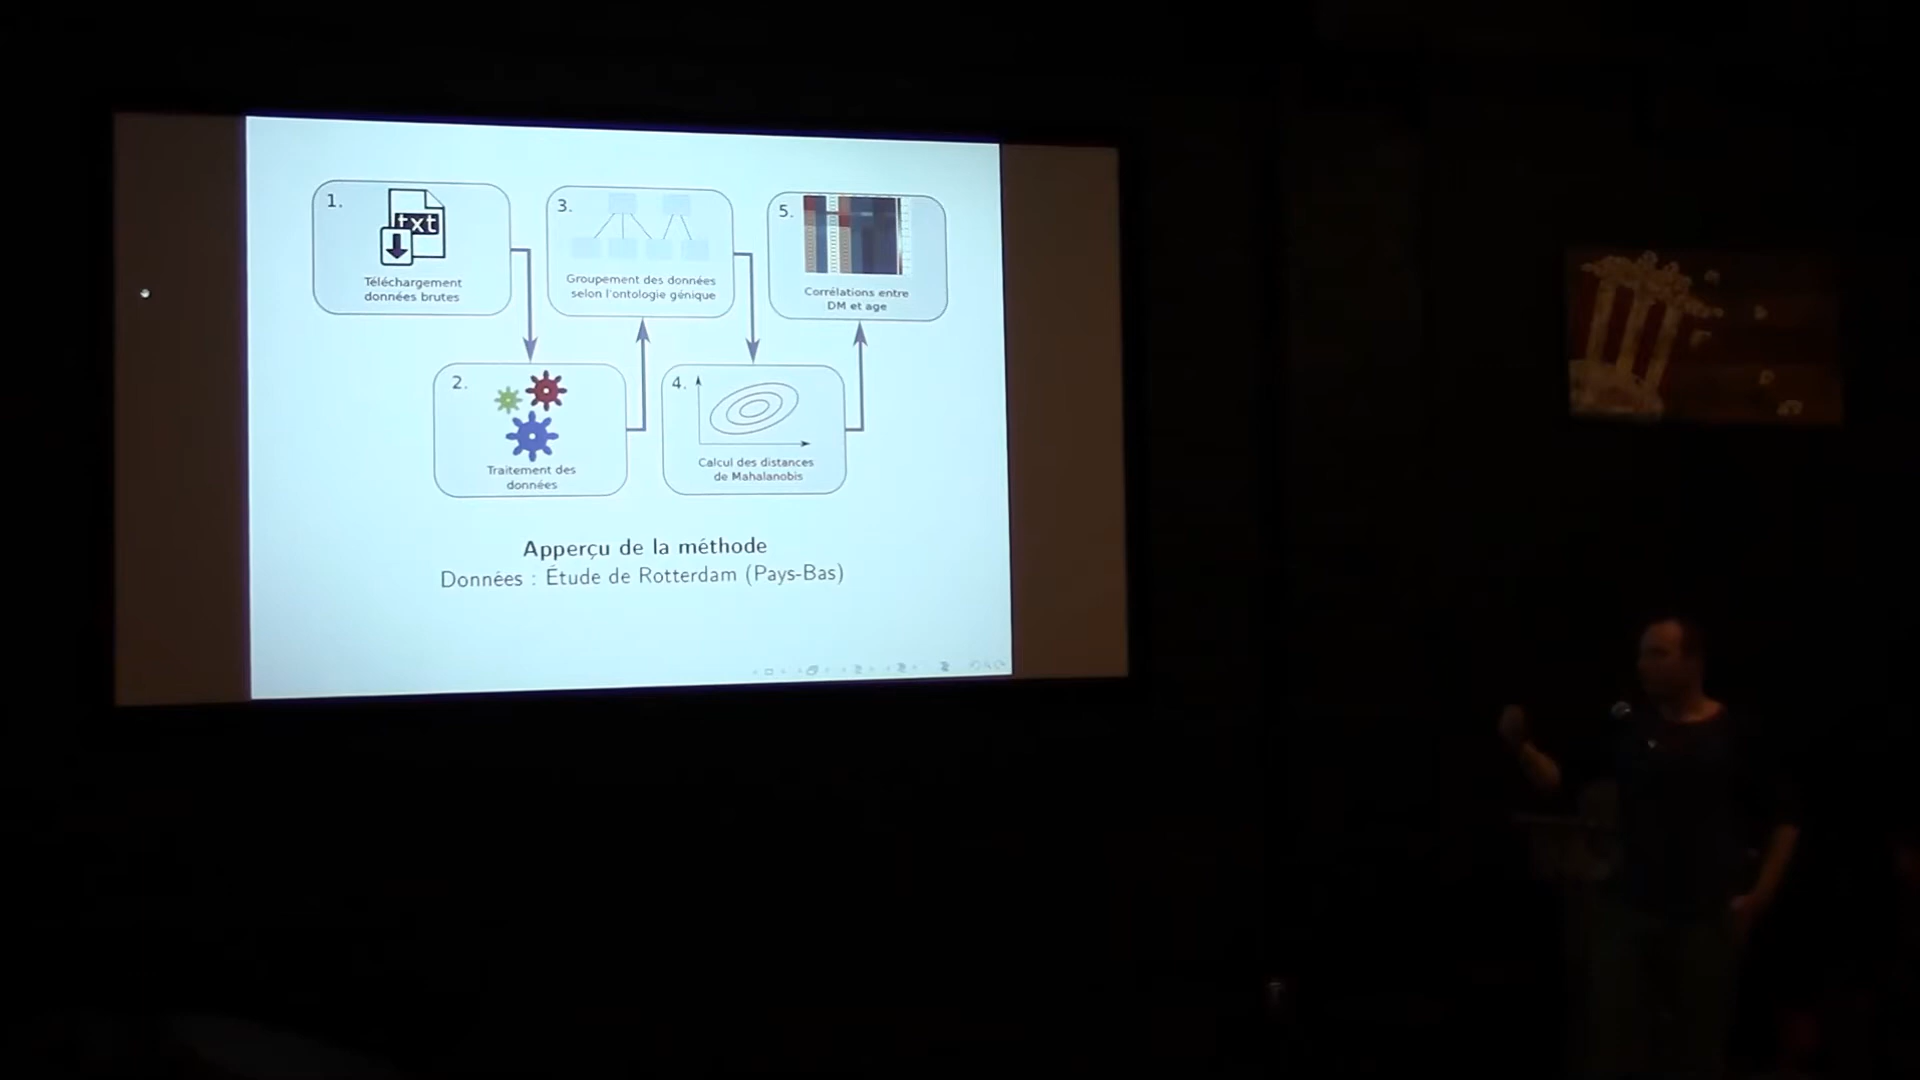 1.
txt
Téléchargement
données brutes
2.
Traitement des
données
3.
Groupement des données
selon l'ontologie génique
4.
Calcul des distances
de Mahalanobis
5.
Corrélations entre
DM et age
Apperçu de la méthode
Données : Étude de Rotterdam (Pays-Bas)